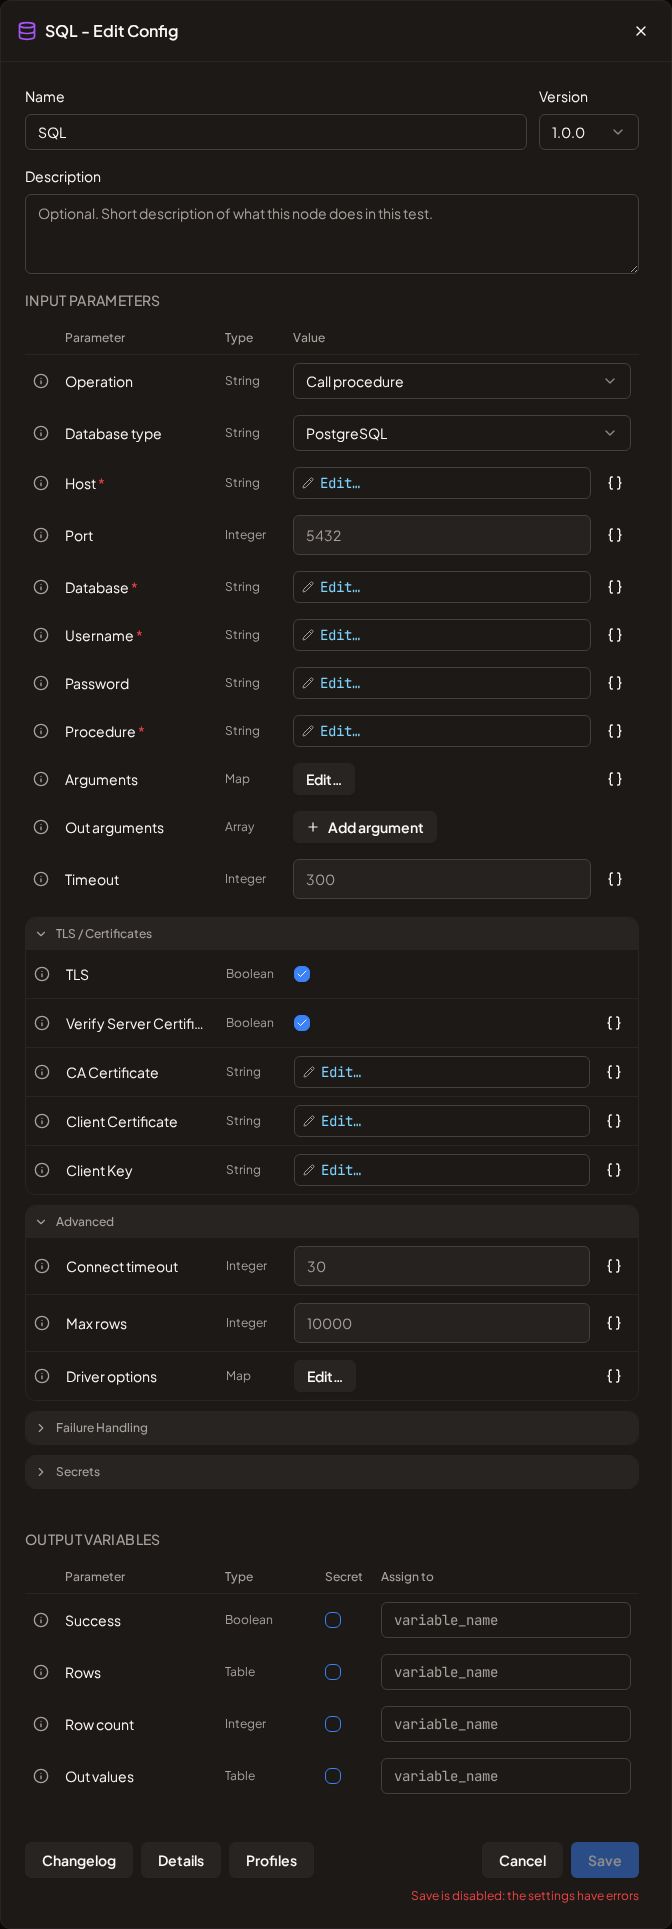 SQL - Edit Config
Name
Version
SQL
1.0.0
Description
Optional. Short description of what this node does in this test.
INPUT PARAMETERS
Parameter Type Value
Operation String Call procedure
Database type String PostgreSQL
Host * String Edit… {}
Port Integer 5432 {}
Database * String Edit… {}
Username * String Edit… {}
Password String Edit… {}
Procedure * String Edit… {}
Arguments Map Edit… {}
Out arguments Array + Add argument
Timeout Integer 300 {}
TLS / Certificates
TLS Boolean
Verify Server Certifi… Boolean {}
CA Certificate String Edit… {}
Client Certificate String Edit… {}
Client Key String Edit… {}
Advanced
Connect timeout Integer 30 {}
Max rows Integer 10000 {}
Driver options Map Edit… {}
Failure Handling
Secrets
OUTPUT VARIABLES
Parameter Type Secret Assign to
Success Boolean variable_name
Rows Table variable_name
Row count Integer variable_name
Out values Table variable_name
Changelog Details Profiles Cancel Save
Save is disabled: the settings have errors